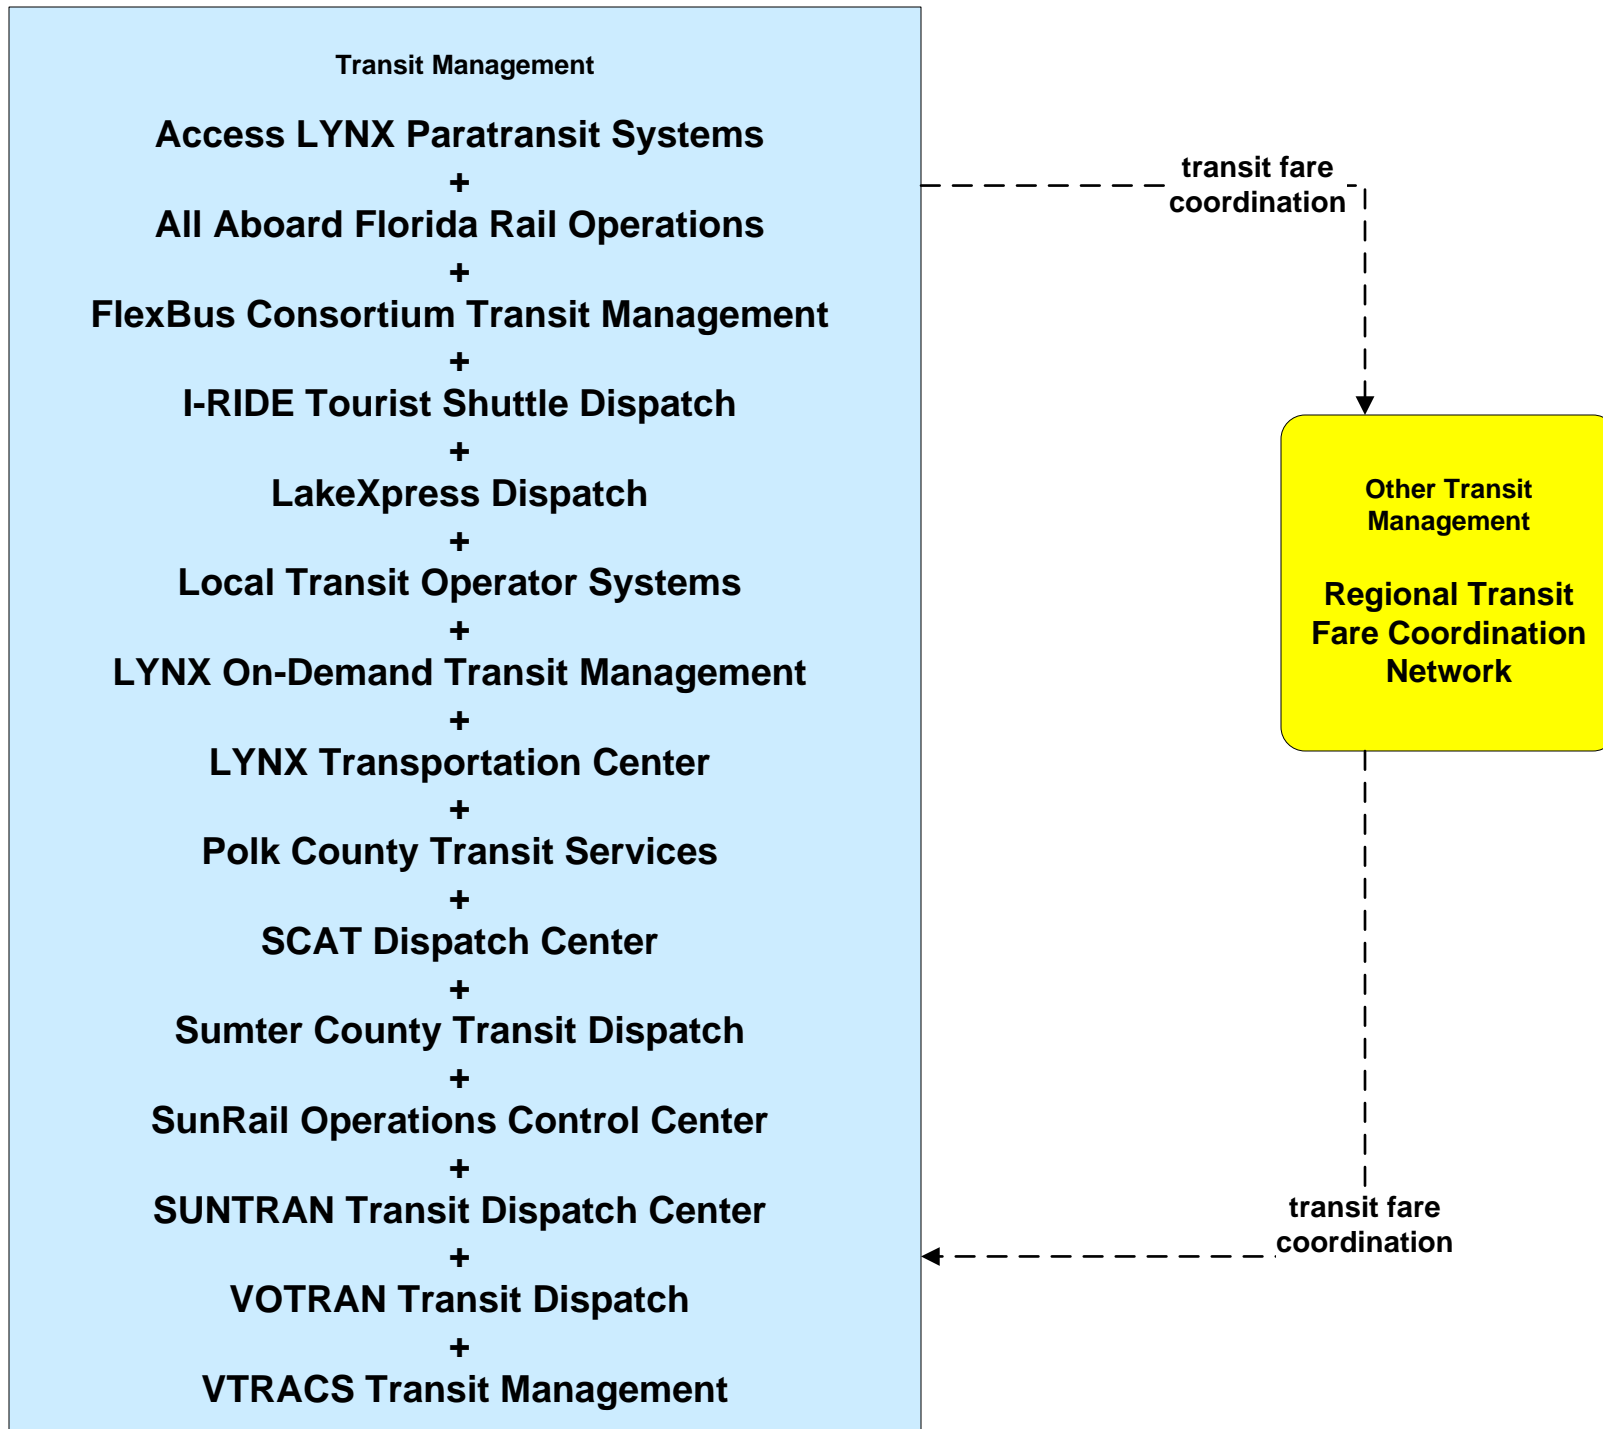 Transit Management
Access LYNX Paratransit Systems
+
All Aboard Florida Rail Operations
+
FlexBus Consortium Transit Management
+
I-RIDE Tourist Shuttle Dispatch
+
LakeXpress Dispatch
+
Local Transit Operator Systems
+
LYNX On-Demand Transit Management
+
LYNX Transportation Center
+
Polk County Transit Services
+
SCAT Dispatch Center
+
Sumter County Transit Dispatch
+
SunRail Operations Control Center
+
SUNTRAN Transit Dispatch Center
+
VOTRAN Transit Dispatch
+
VTRACS Transit Management
transit fare
coordination
Other Transit
Management
Regional Transit
Fare Coordination
Network
transit fare
coordination